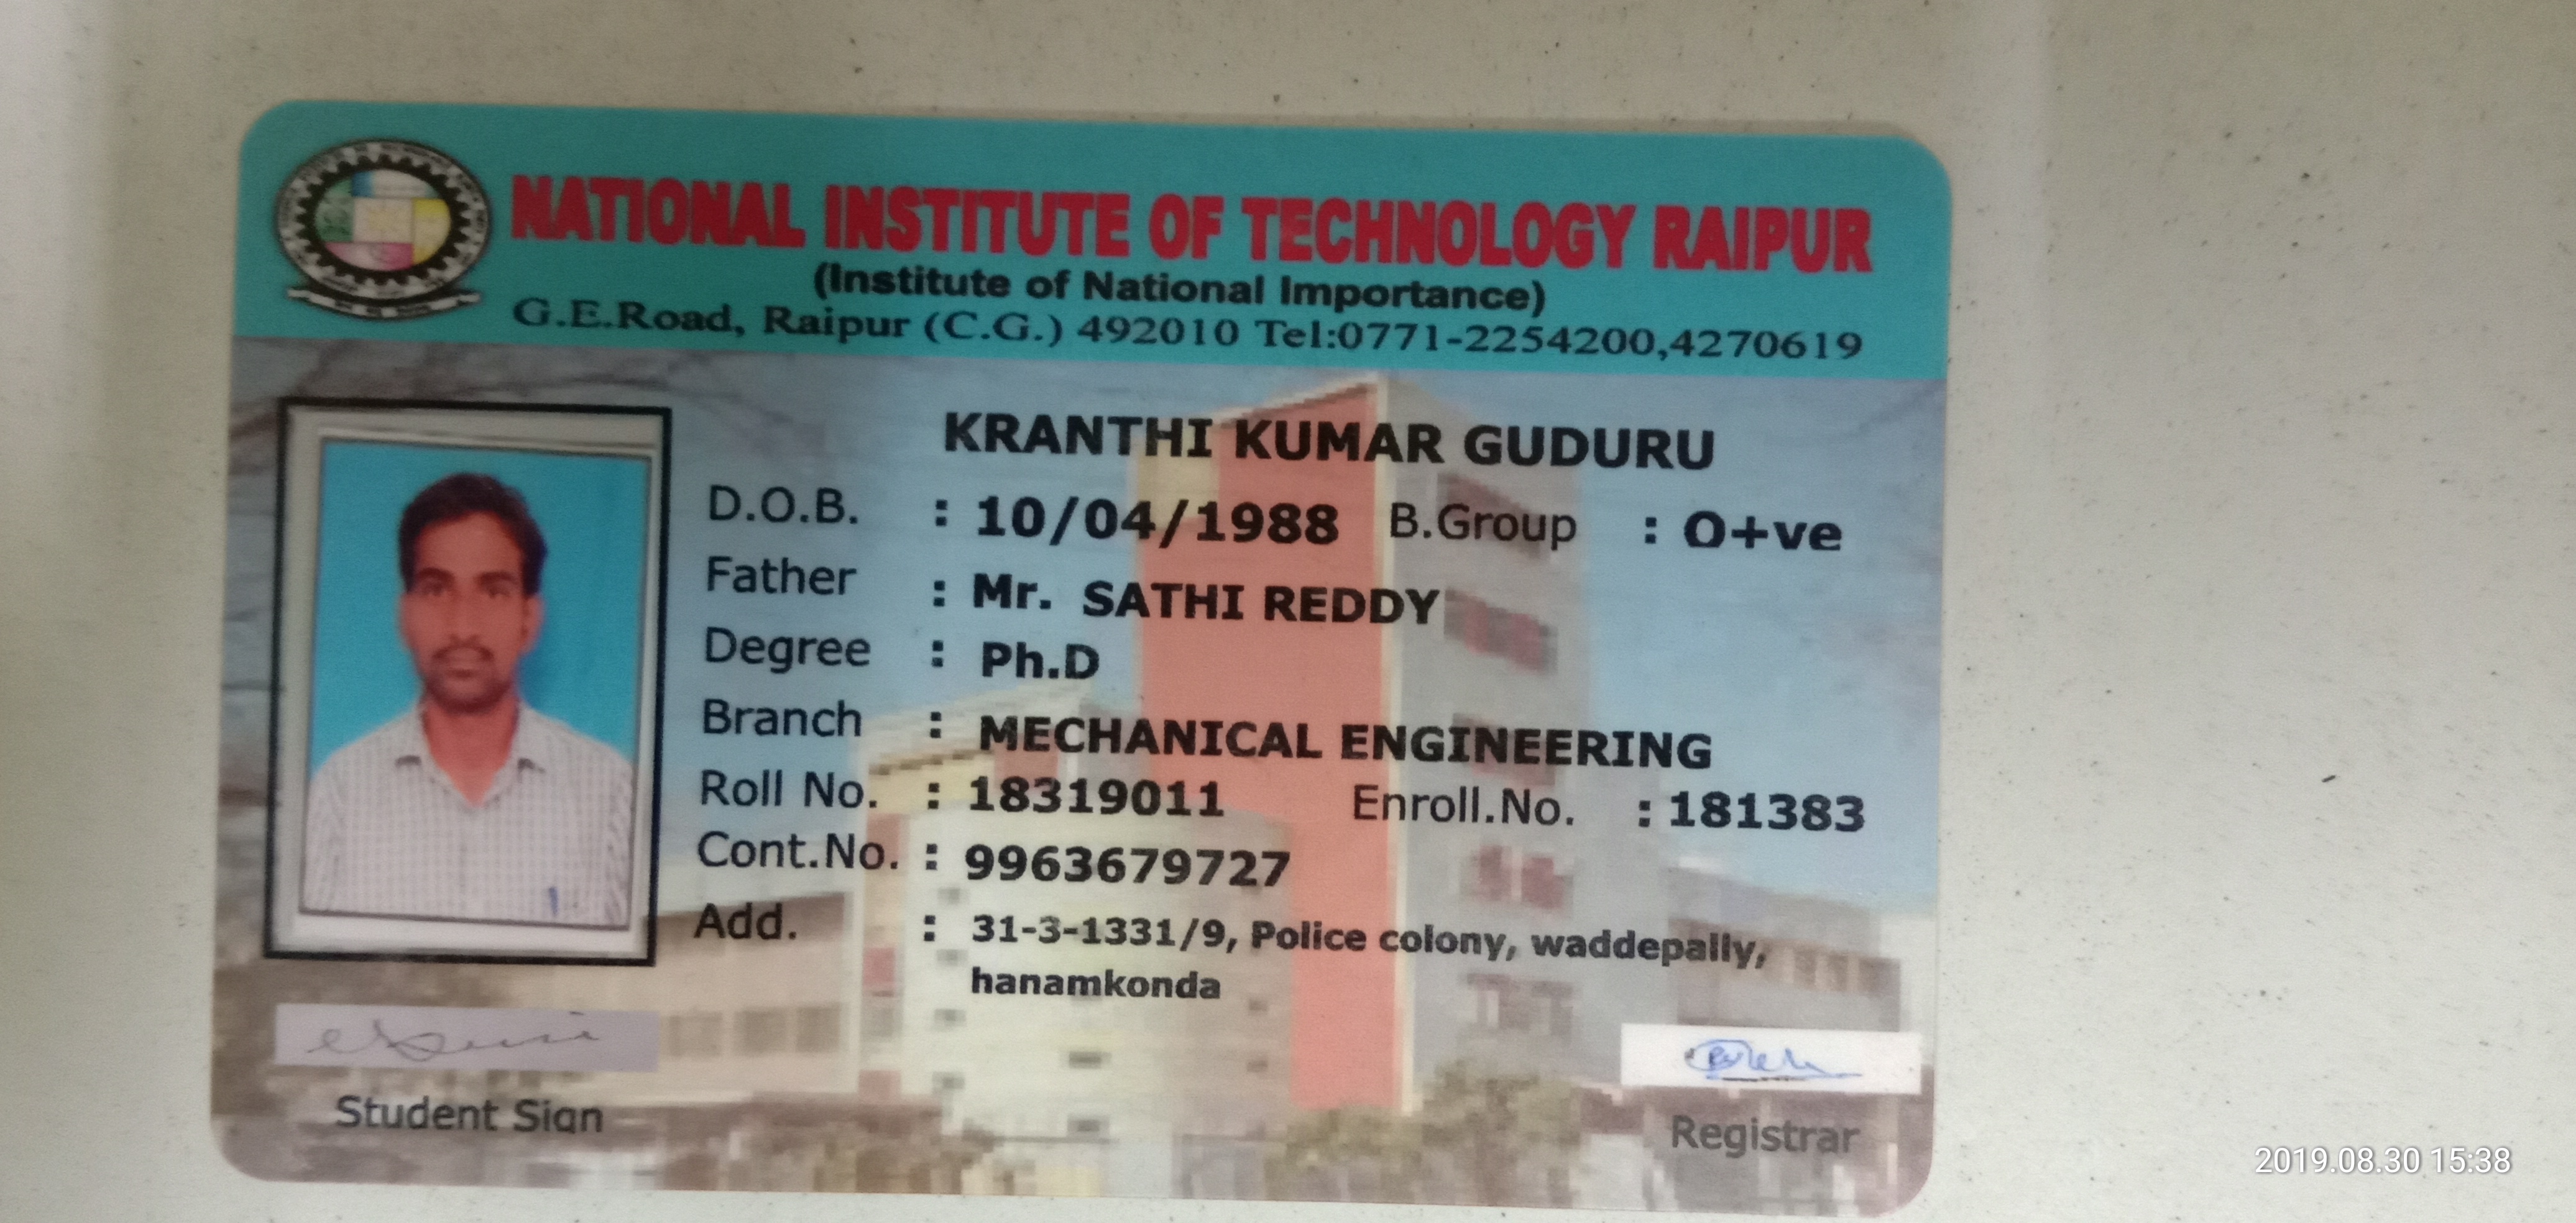 NATIONAL INSTITUTE OF TECHNOLOGY RAIPUR
(Institute of National Importance)
G.E.Road, Raipur (C.G.) 492010 Tel:0771-2254200,4270619
KRANTHI KUMAR GUDURU
D.O.B. : 10/04/1988 B.Group : O+ve
Father : Mr. SATHI REDDY
Degree : Ph.D
Branch : MECHANICAL ENGINEERING
Roll No. : 18319011 Enroll.No. : 181383
Cont.No. : 9963679727
Add. : 31-3-1331/9, Police colony, waddepally,
hanamkonda
Student Sign
Registrar
2019.08.30 15:38